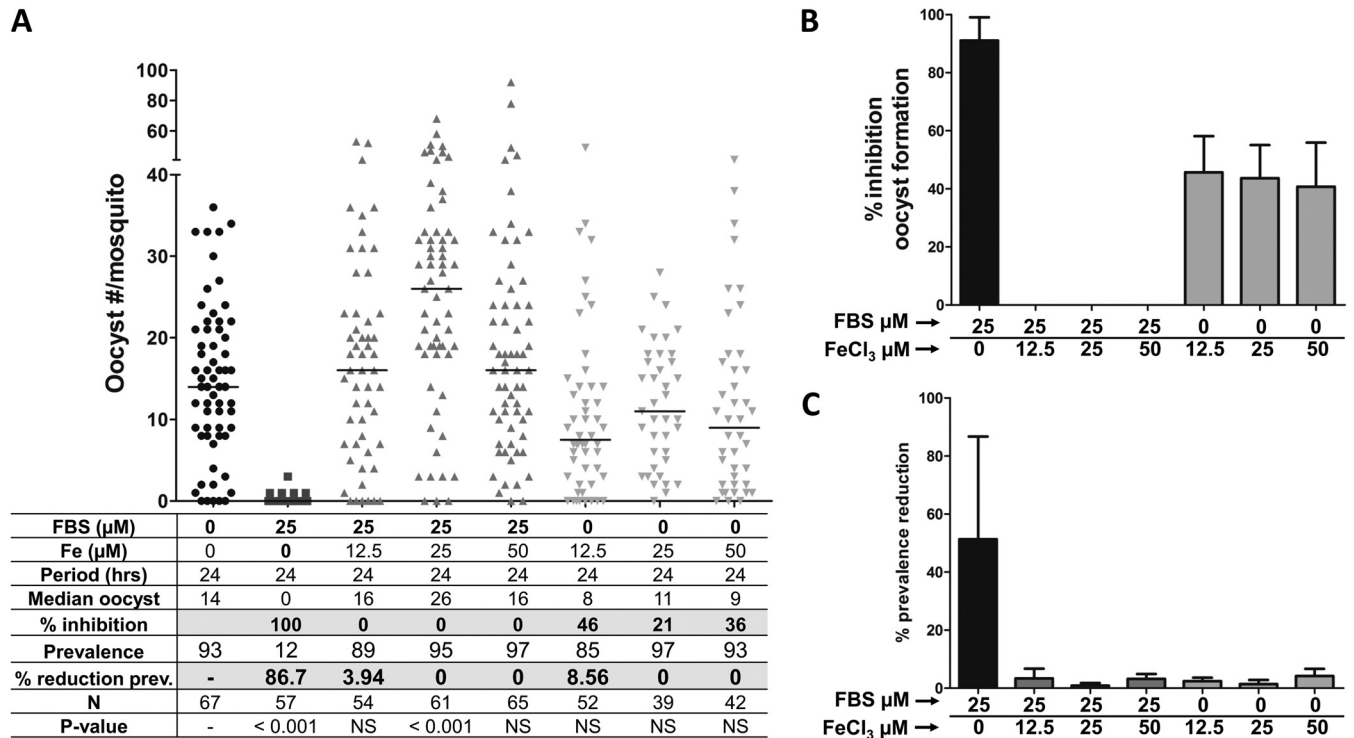 A
Oocyst #/mosquito
100
80
60
40
30
20
10
0
FBS (µM) 0 25 25 25 25 0 0 0
Fe (µM) 0 0 12.5 25 50 12.5 25 50
Period (hrs) 24 24 24 24 24 24 24 24
Median oocyst 14 0 16 26 16 8 11 9
% inhibition 100 0 0 0 46 21 36
Prevalence 93 12 89 95 97 85 97 93
% reduction prev. - 86.7 3.94 0 0 8.56 0 0
N 67 57 54 61 65 52 39 42
P-value - < 0.001 NS < 0.001 NS NS NS NS
B
% inhibition
oocyst formation
100
80
60
40
20
0
FBS µM → 25 25 25 25 0 0 0
FeCl₃ µM → 0 12.5 25 50 12.5 25 50
C
% prevalence reduction
100
80
60
40
20
0
FBS µM → 25 25 25 25 0 0 0
FeCl₃ µM → 0 12.5 25 50 12.5 25 50